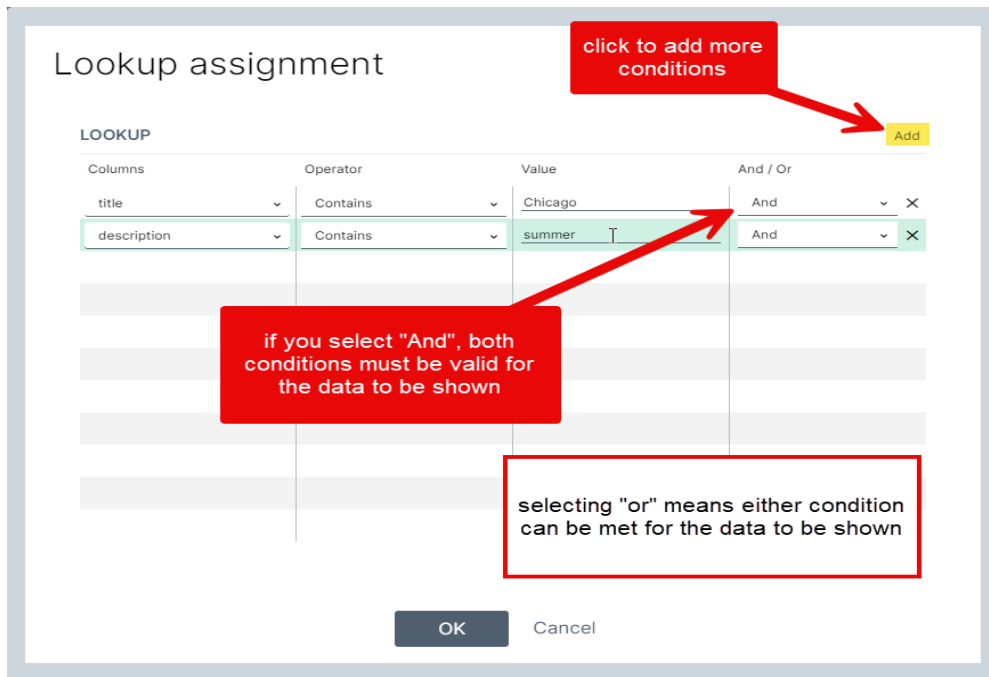 click to add more
conditions
Lookup assignment
LOOKUP
Add
Columns
Operator
Value
And / Or
title
Contains
Chicago
And
description
Contains
summer
And
if you select "And", both
conditions must be valid for
the data to be shown
selecting "or" means either condition
can be met for the data to be shown
OK
Cancel